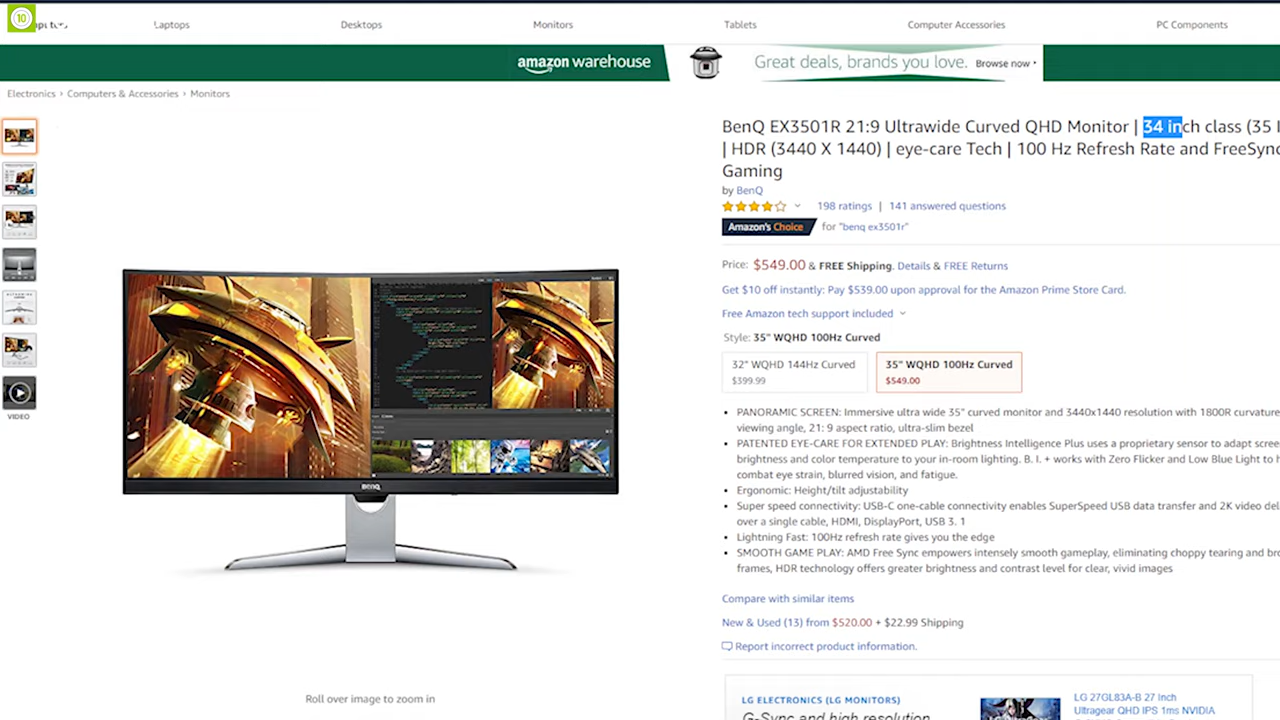 10
Laptops
Desktops
Monitors
Tablets
Computer Accessories
PC Components
amazon warehouse
Great deals, brands you love.
Browse now
Electronics › Computers & Accessories › Monitors
BenQ EX3501R 21:9 Ultrawide Curved QHD Monitor | 34 inch class (35 I
| HDR (3440 X 1440) | eye-care Tech | 100 Hz Refresh Rate and FreeSync
Gaming
by BenQ
198 ratings | 141 answered questions
Amazon's Choice for "benq ex3501r"
Price: $549.00 & FREE Shipping. Details & FREE Returns
Get $10 off instantly: Pay $539.00 upon approval for the Amazon Prime Store Card.
Free Amazon tech support included
Style: 35" WQHD 100Hz Curved
32" WQHD 144Hz Curved
$399.99
35" WQHD 100Hz Curved
$549.00
• PANORAMIC SCREEN: Immersive ultra wide 35" curved monitor and 3440x1440 resolution with 1800R curvature
viewing angle, 21: 9 aspect ratio, ultra-slim bezel
• PATENTED EYE-CARE FOR EXTENDED PLAY: Brightness Intelligence Plus uses a proprietary sensor to adapt scree
brightness and color temperature to your in-room lighting. B. I. + works with Zero Flicker and Low Blue Light to h
combat eye strain, blurred vision, and fatigue.
• Ergonomic: Height/tilt adjustability
• Super speed connectivity: USB-C one-cable connectivity enables SuperSpeed USB data transfer and 2K video del
over a single cable, HDMI, DisplayPort, USB 3. 1
• Lightning Fast: 100Hz refresh rate gives you the edge
• SMOOTH GAME PLAY: AMD Free Sync empowers intensely smooth gameplay, eliminating choppy tearing and bro
frames, HDR technology offers greater brightness and contrast level for clear, vivid images
Compare with similar items
New & Used (13) from $520.00 + $22.99 Shipping
Report incorrect product information.
VIDEO
BenQ
Roll over image to zoom in
LG ELECTRONICS (LG MONITORS)
G-Sync and high resolution
LG 27GL83A-B 27 Inch
Ultragear QHD IPS 1ms NVIDIA